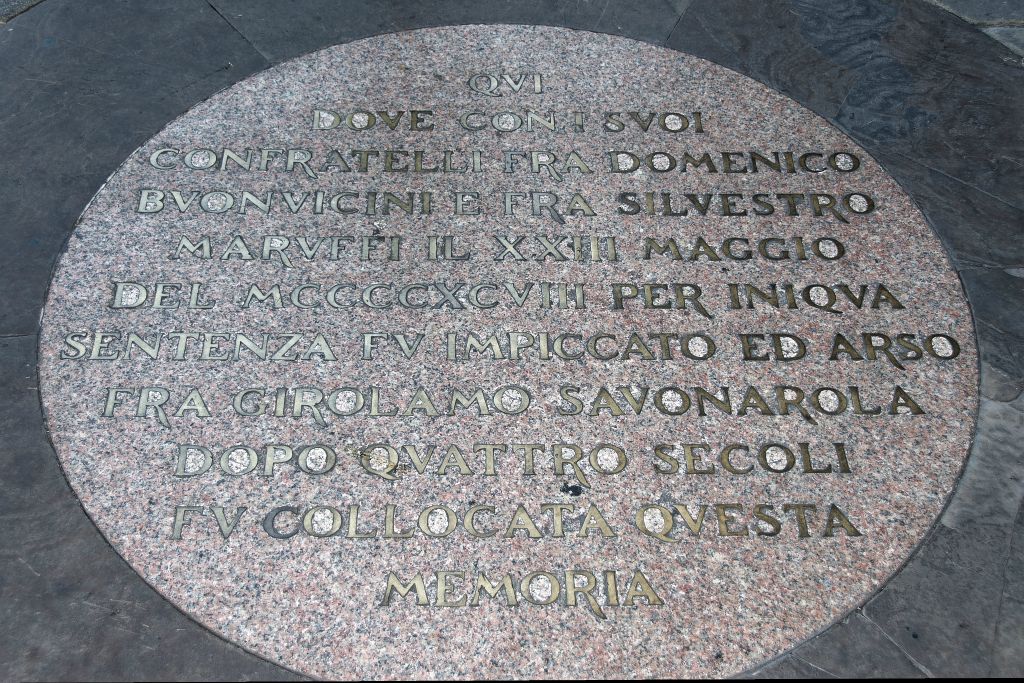 QVI
DOVE CON I SVOI
CONFRATELLI FRA DOMENICO
BVONVICINI E FRA SILVESTRO
MARVFFI IL XXIII MAGGIO
DEL MCCCCXCVIII PER INIQVA
SENTENZA FV IMPICCATO ED ARSO
FRA GIROLAMO SAVONAROLA
DOPO QVATTRO SECOLI
FV COLLOCATA QVESTA
MEMORIA